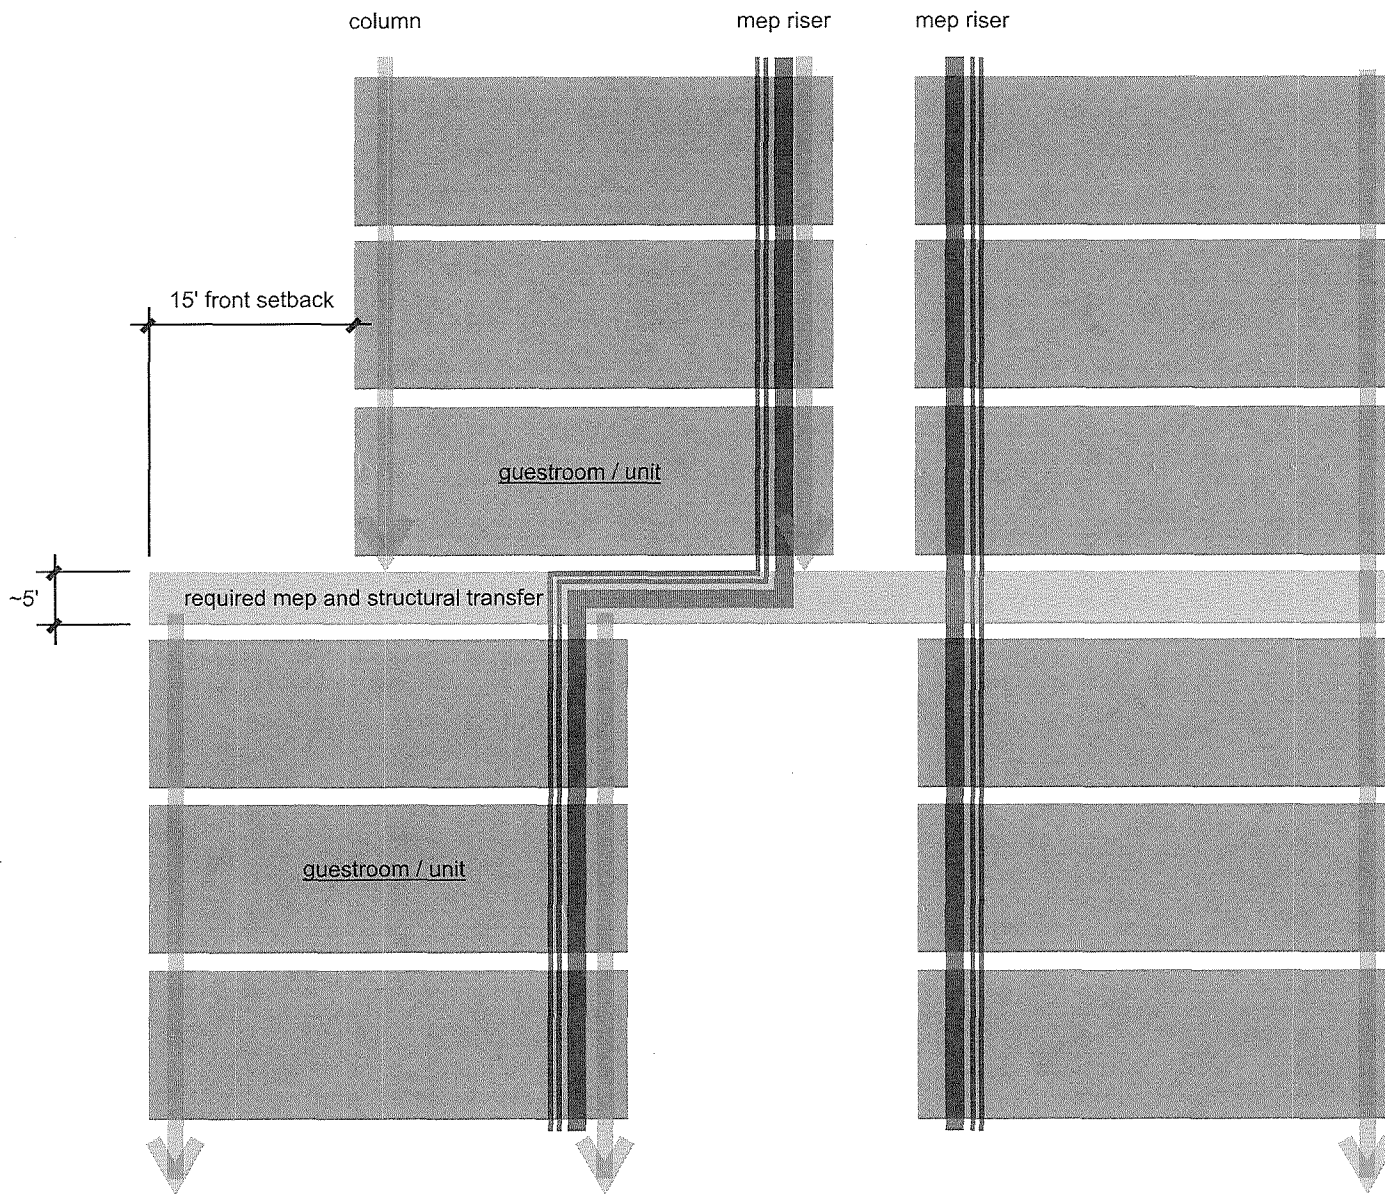 column
mep riser
mep riser
15' front setback
guestroom / unit
~5'
required mep and structural transfer
guestroom / unit